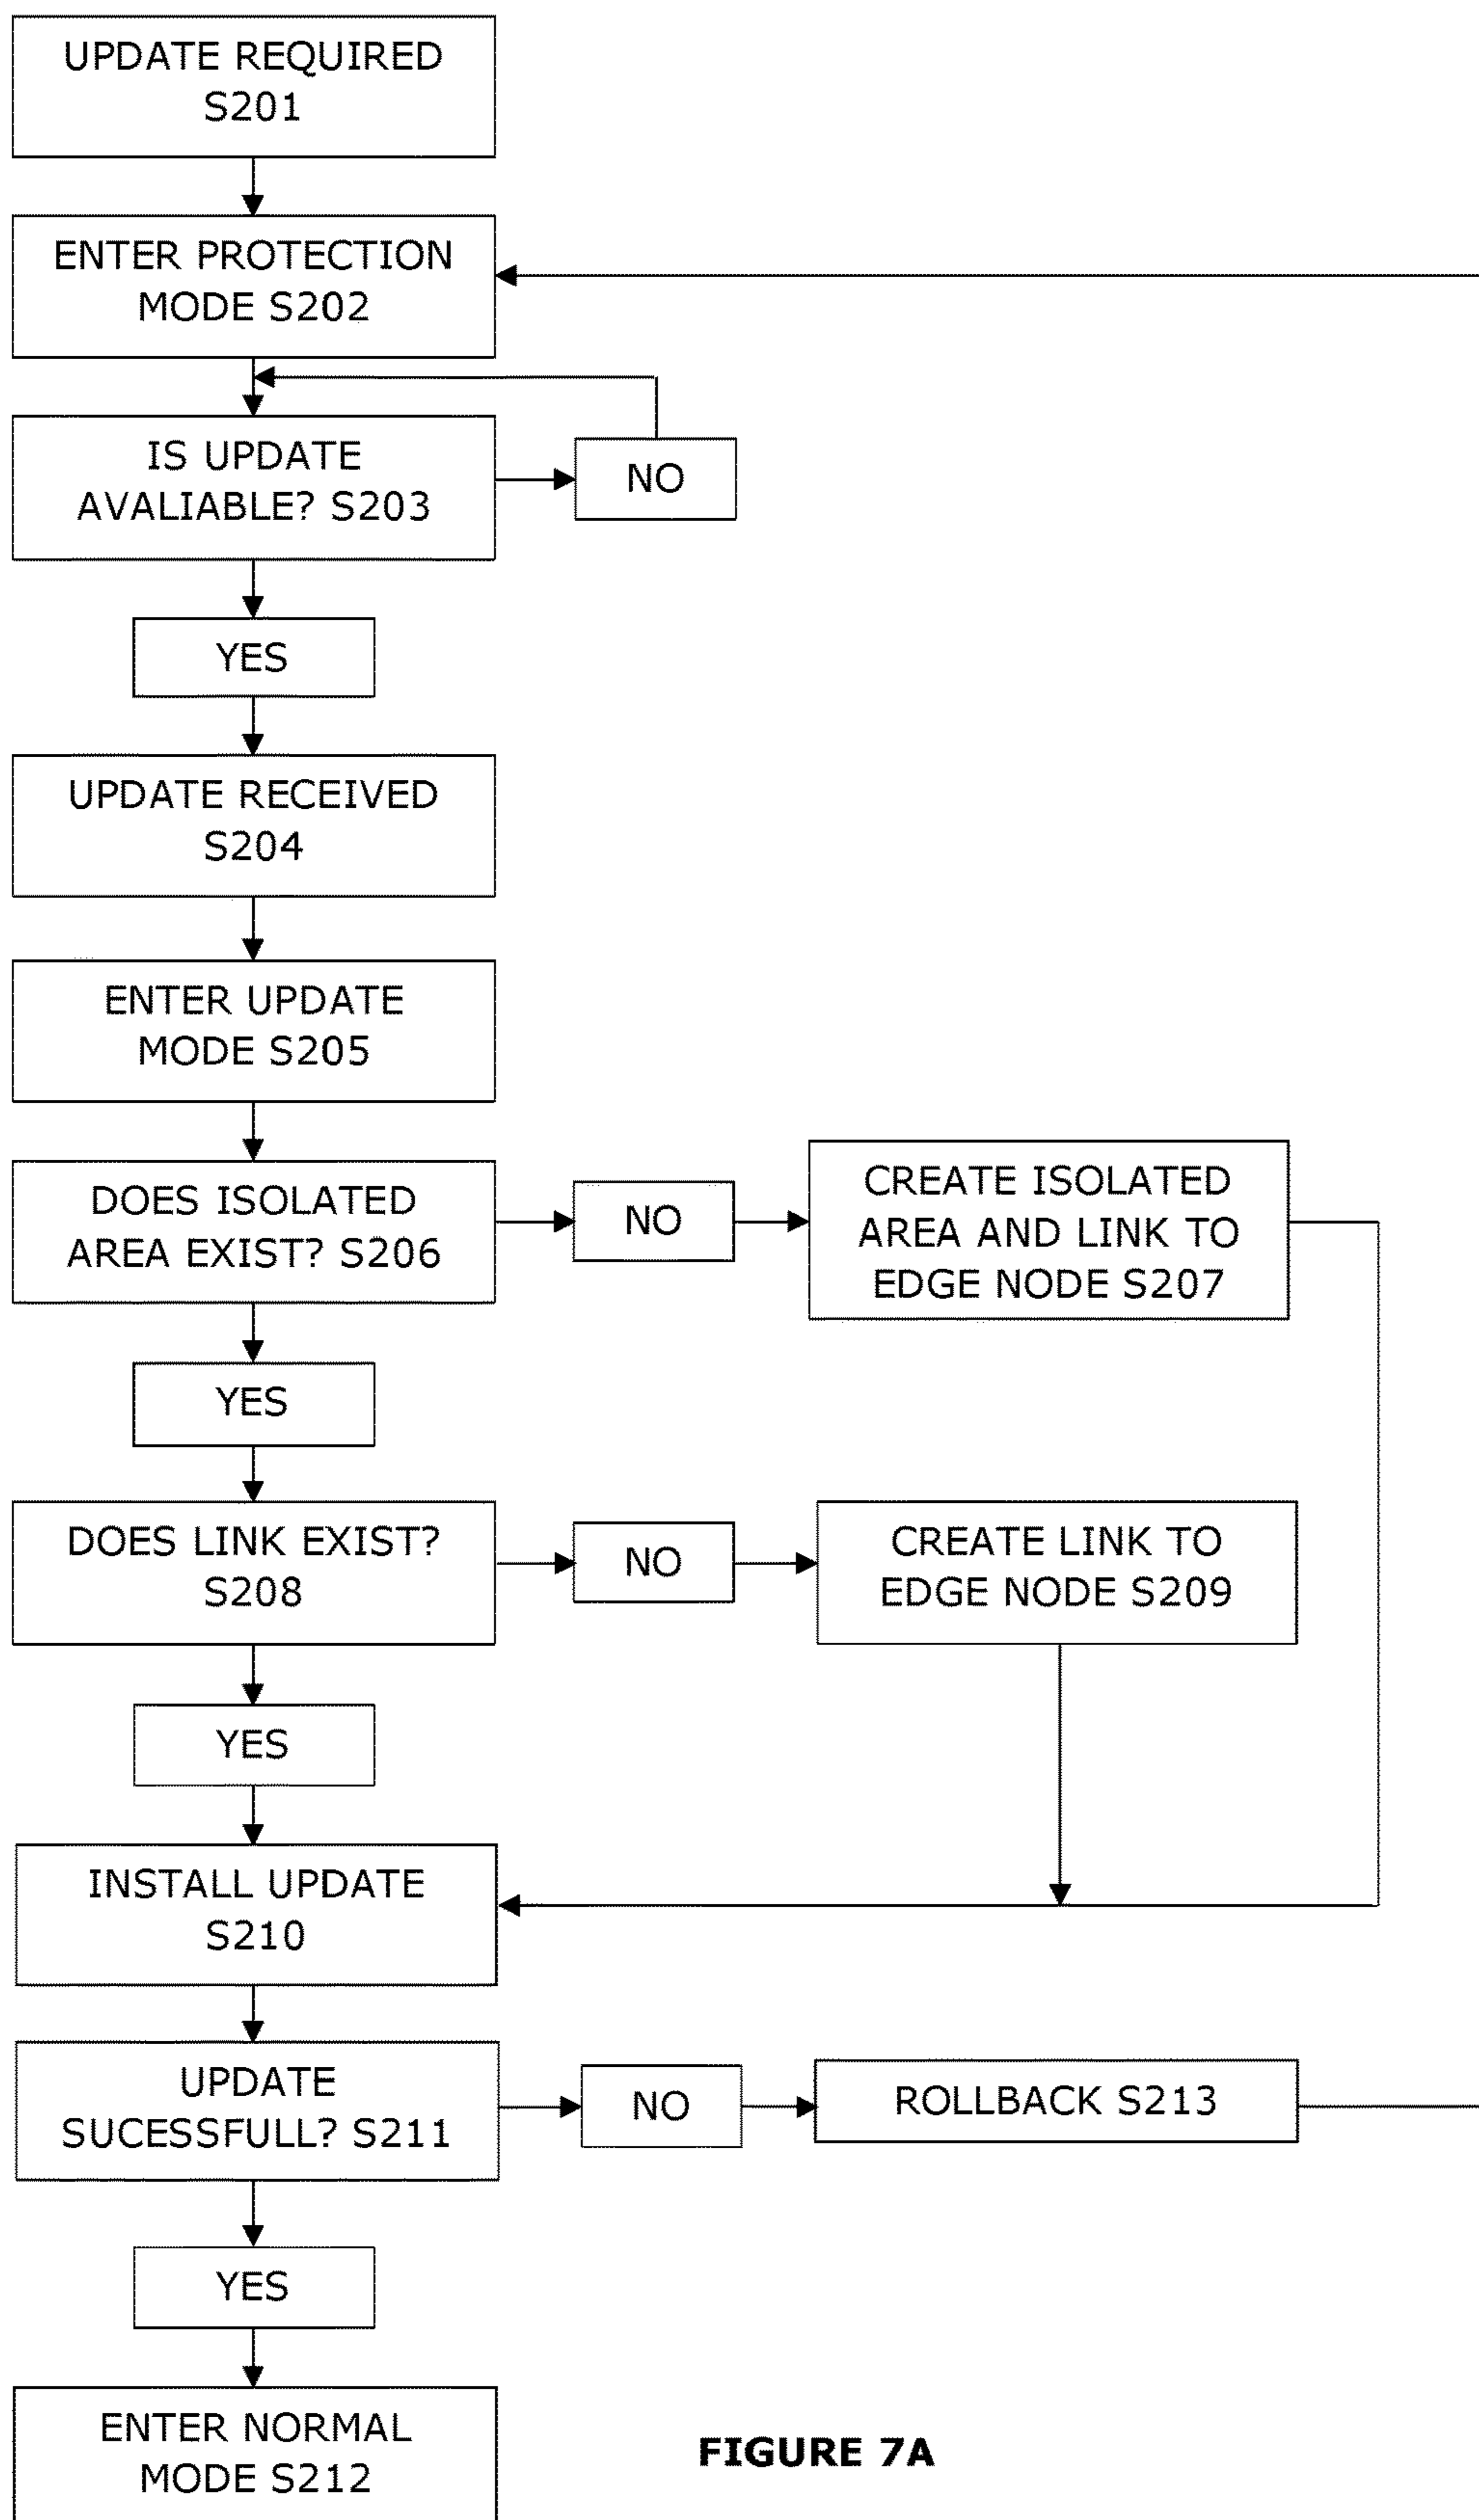 UPDATE REQUIRED
S201
ENTER PROTECTION
MODE S202
IS UPDATE
AVALIABLE? S203
NO
YES
UPDATE RECEIVED
S204
ENTER UPDATE
MODE S205
DOES ISOLATED
AREA EXIST? S206
NO
CREATE ISOLATED
AREA AND LINK TO
EDGE NODE S207
YES
DOES LINK EXIST?
S208
NO
CREATE LINK TO
EDGE NODE S209
YES
INSTALL UPDATE
S210
UPDATE
SUCESSFULL? S211
NO
ROLLBACK S213
YES
ENTER NORMAL
MODE S212
FIGURE 7A